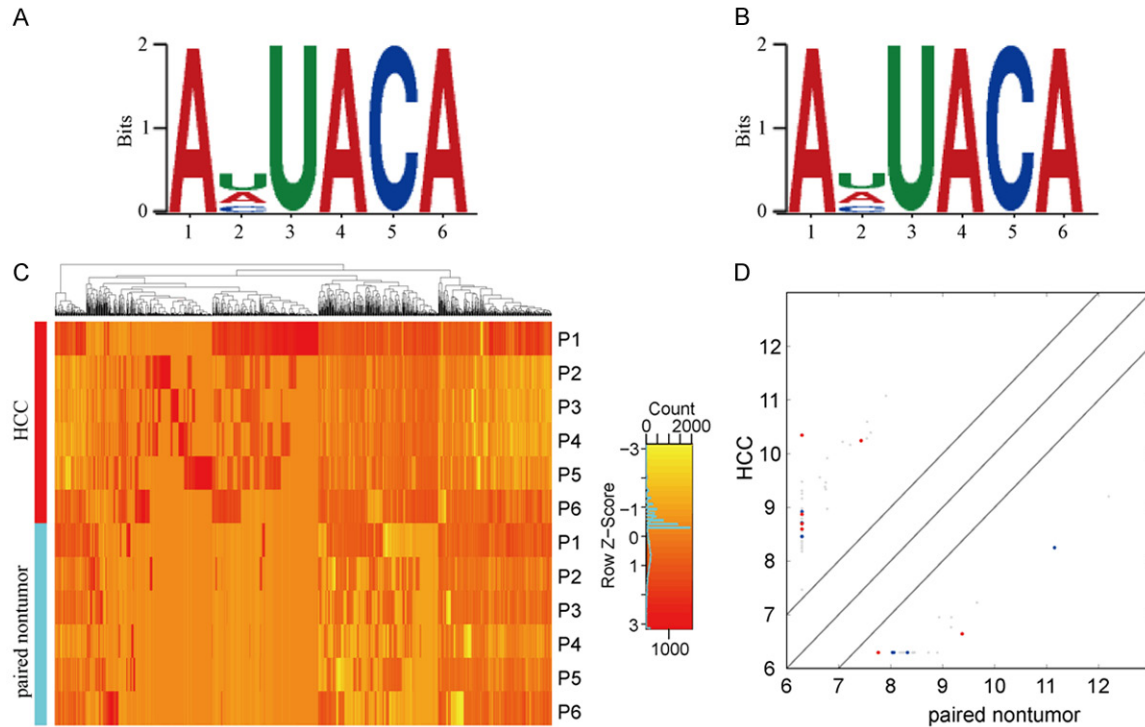 A
B
2
1
0
Bits
AUUACA
A
C
1 2 3 4 5 6
2
1
0
Bits
AUUACA
A
C
1 2 3 4 5 6
C
HCC
paired nontumor
P1
P2
P3
P4
P5
P6
P1
P2
P3
P4
P5
P6
Count
0 2000
Row Z-Score
−3
−1
0
1
3
1000
D
HCC
12
11
10
9
8
7
6
6 7 8 9 10 11 12
paired nontumor